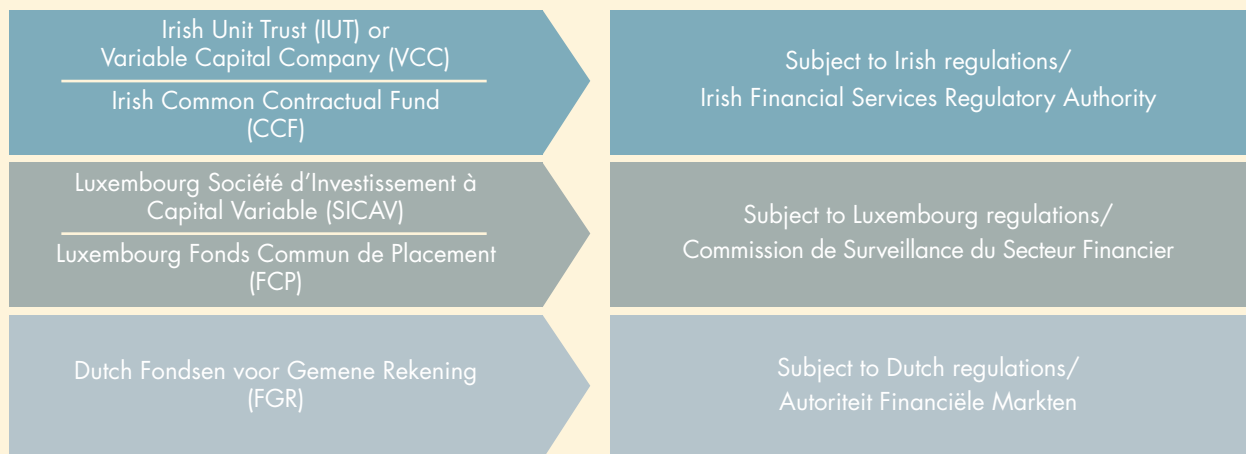 Irish Unit Trust (IUT) or
Variable Capital Company (VCC)
Irish Common Contractual Fund
(CCF)
Subject to Irish regulations/
Irish Financial Services Regulatory Authority
Luxembourg Société d’Investissement à
Capital Variable (SICAV)
Luxembourg Fonds Commun de Placement
(FCP)
Subject to Luxembourg regulations/
Commission de Surveillance du Secteur Financier
Dutch Fondsen voor Gemene Rekening
(FGR)
Subject to Dutch regulations/
Autoriteit Financiële Markten